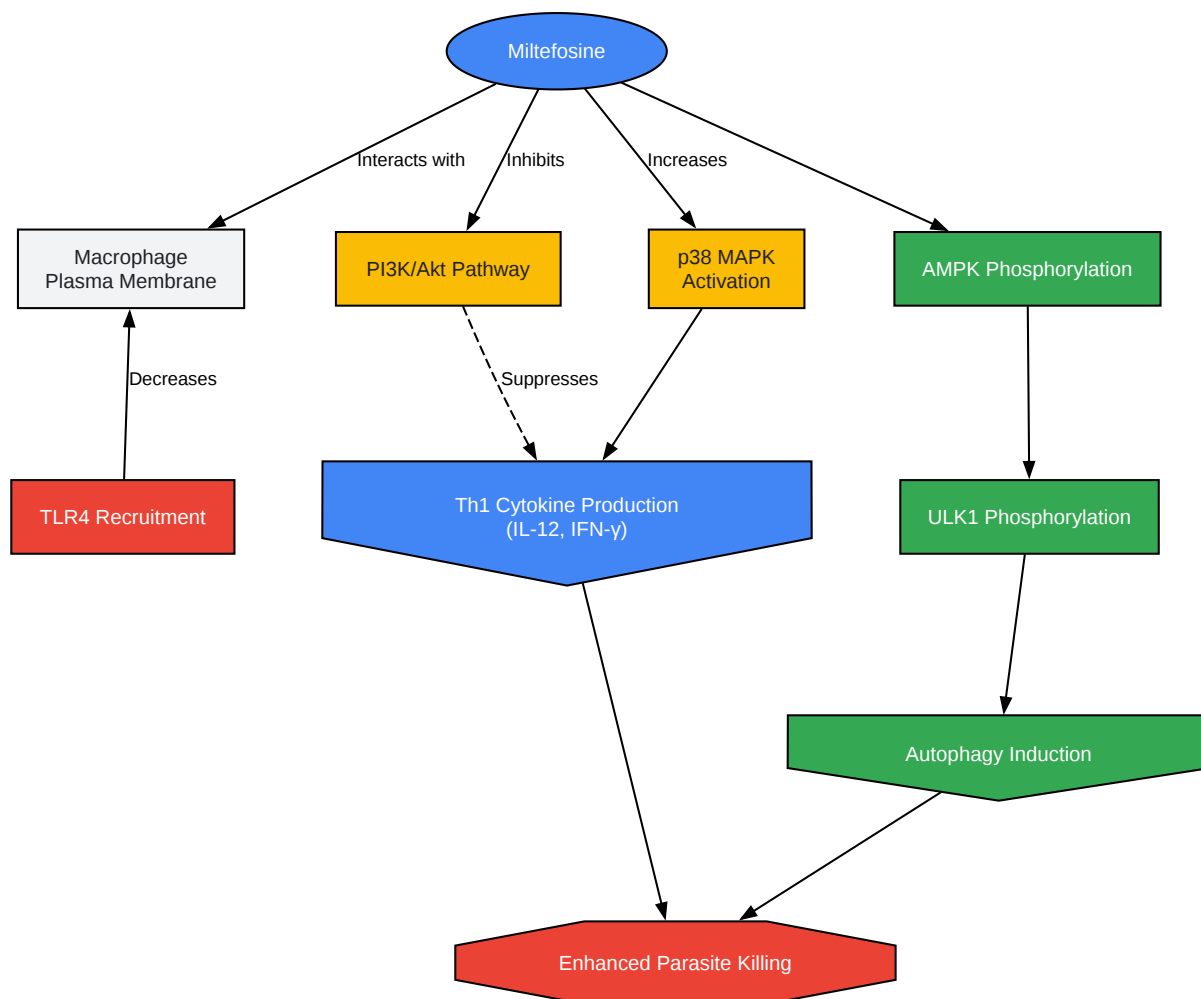 Miltefosine
Interacts with
Inhibits
Increases
Macrophage
Plasma Membrane
PI3K/Akt Pathway
p38 MAPK
Activation
AMPK Phosphorylation
Decreases
Suppresses
TLR4 Recruitment
Th1 Cytokine Production
(IL-12, IFN-γ)
ULK1 Phosphorylation
Autophagy Induction
Enhanced Parasite Killing